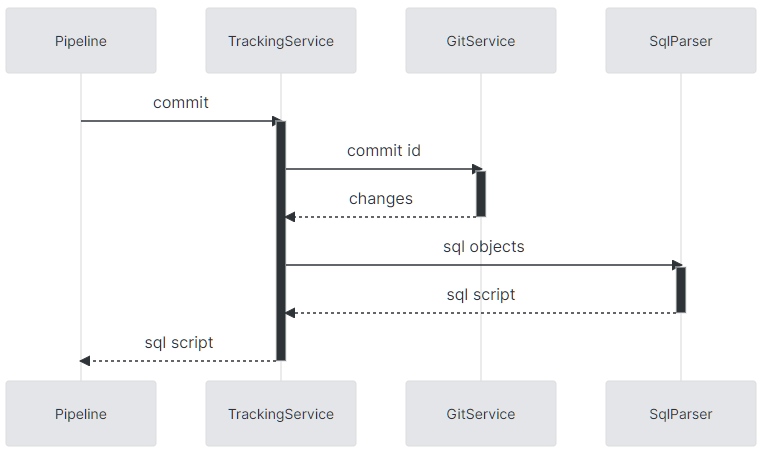 Pipeline
TrackingService
GitService
SqlParser
commit
commit id
changes
sql objects
sql script
sql script
Pipeline
TrackingService
GitService
SqlParser